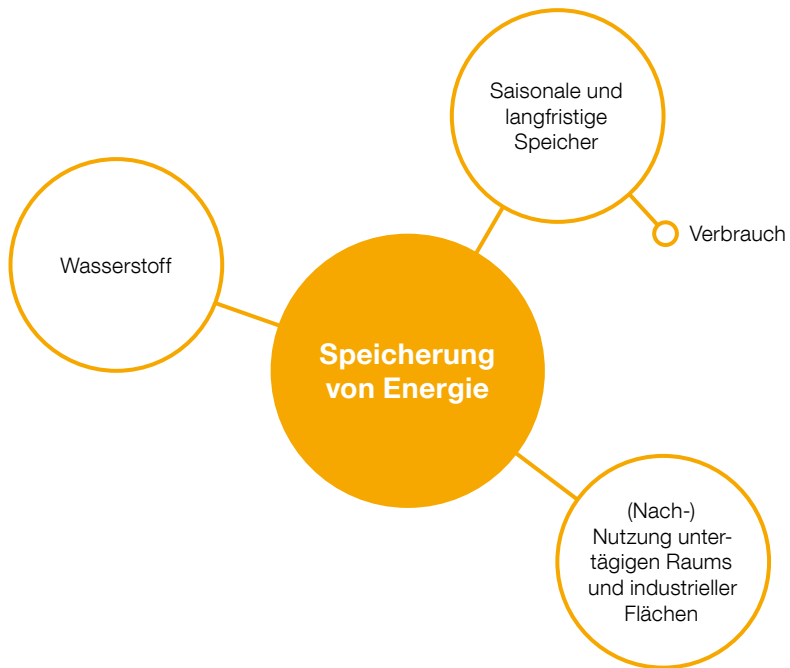 Saisonale und
langfristige
Speicher
Verbrauch
Wasserstoff
Speicherung
von Energie
(Nach-)
Nutzung unter-
tägigen Raums
und industrieller
Flächen